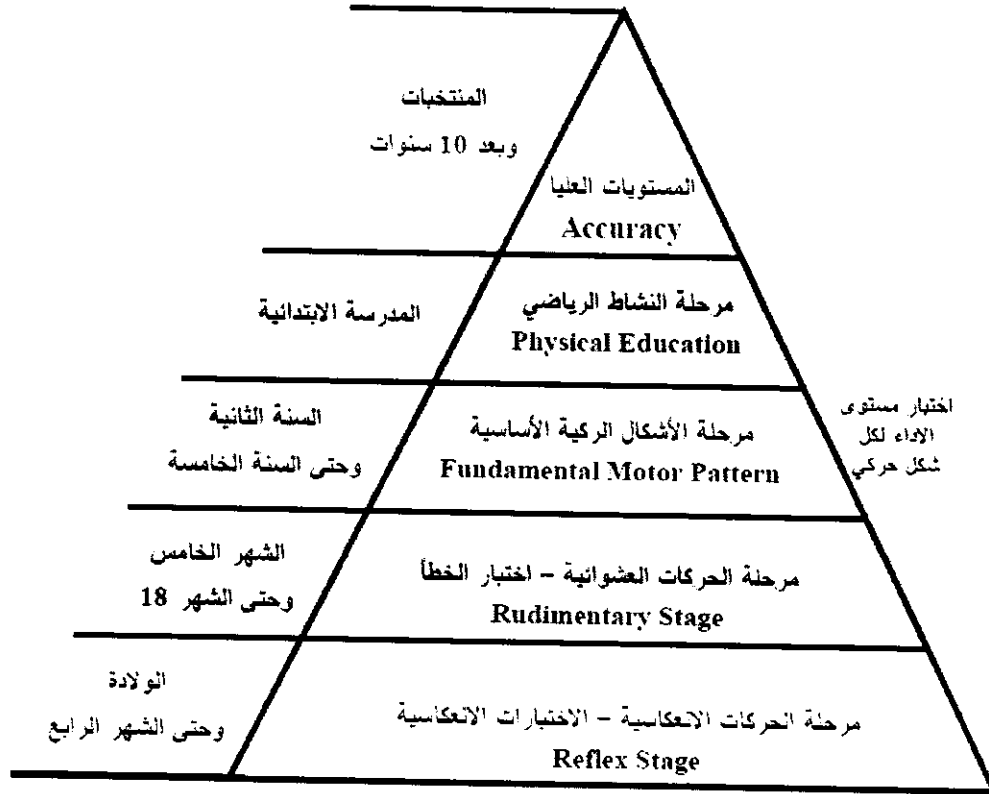 المنتخبات
وبعد 10 سنوات
المستويات العليا
Accuracy
المدرسة الابتدائية
مرحلة النشاط الرياضي
Physical Education
السنة الثانية
وحتى السنة الخامسة
مرحلة الأشكال الركية الأساسية
Fundamental Motor Pattern
اختبار مستوى
الاداء لكل
شكل حركي
الشهر الخامس
وحتى الشهر 18
مرحلة الحركات العشوائية – اختبار الخطأ
Rudimentary Stage
الولادة
وحتى الشهر الرابع
مرحلة الحركات الانعكاسية – الاختبارات الانعكاسية
Reflex Stage